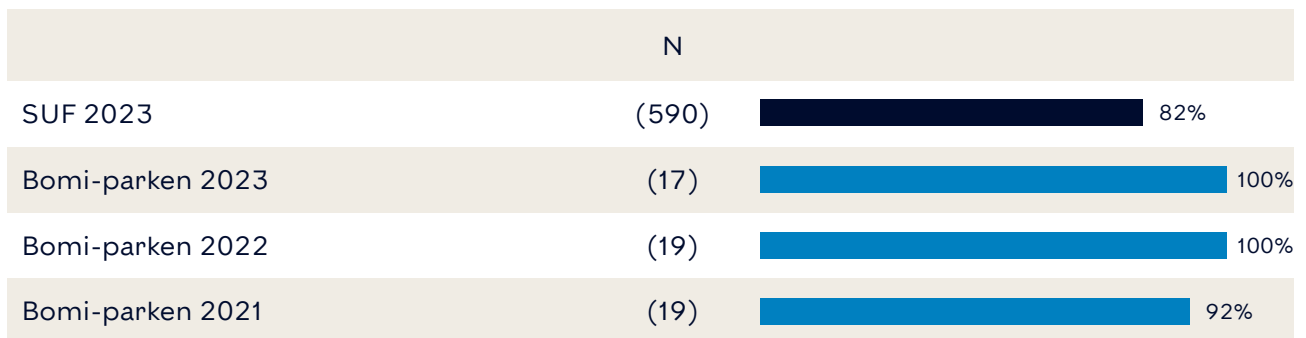 N
SUF 2023 (590) 82%
Bomi-parken 2023 (17) 100%
Bomi-parken 2022 (19) 100%
Bomi-parken 2021 (19) 92%